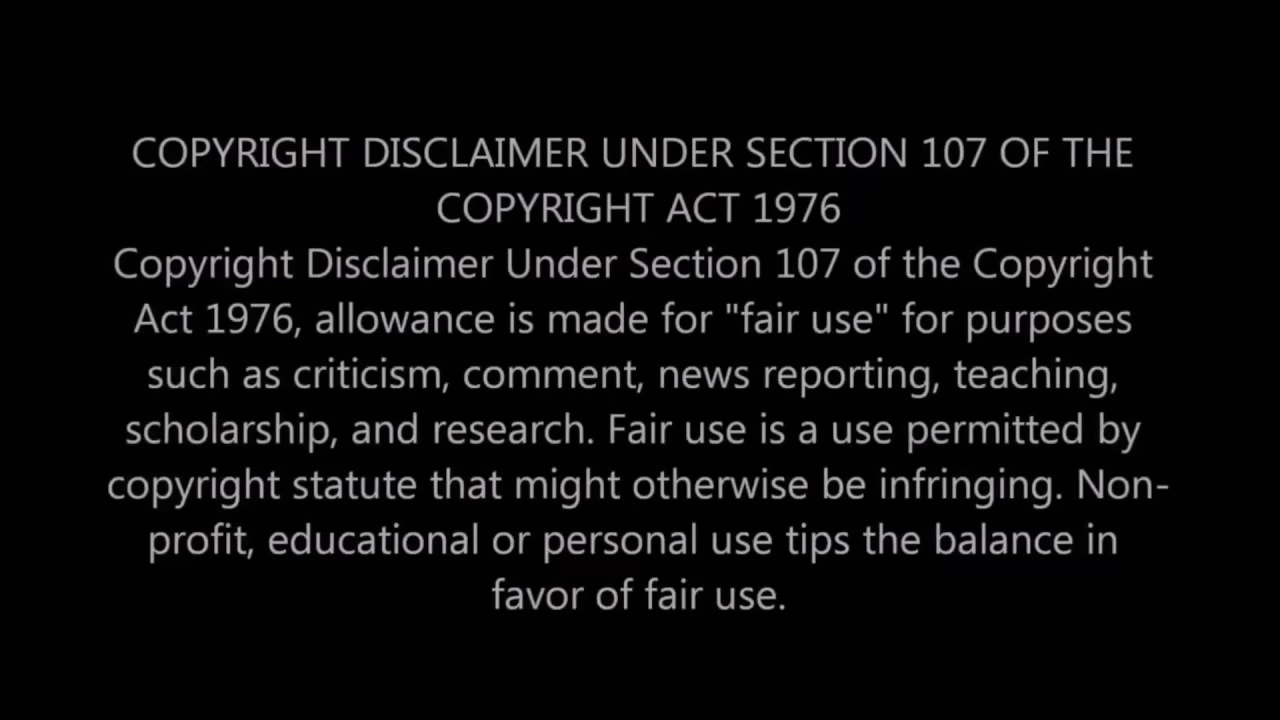 COPYRIGHT DISCLAIMER UNDER SECTION 107 OF THE
COPYRIGHT ACT 1976
Copyright Disclaimer Under Section 107 of the Copyright
Act 1976, allowance is made for "fair use" for purposes
such as criticism, comment, news reporting, teaching,
scholarship, and research. Fair use is a use permitted by
copyright statute that might otherwise be infringing. Non-
profit, educational or personal use tips the balance in
favor of fair use.